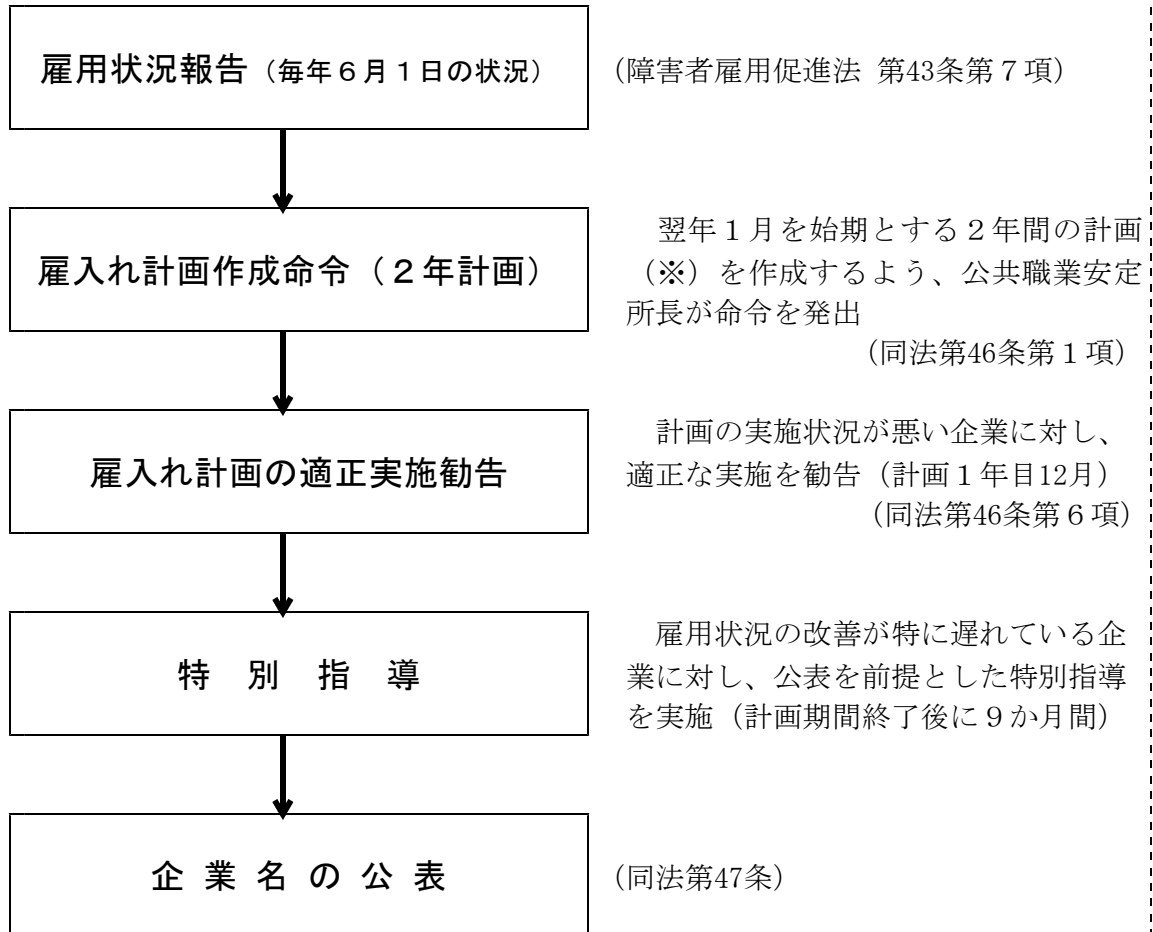 雇用状況報告（毎年６月１日の状況）
（障害者雇用促進法 第43条第７項）
雇入れ計画作成命令（２年計画）
翌年１月を始期とする２年間の計画
（※）を作成するよう、公共職業安定
所長が命令を発出
（同法第46条第１項）
雇入れ計画の適正実施勧告
計画の実施状況が悪い企業に対し、
適正な実施を勧告（計画１年目12月）
（同法第46条第６項）
特 別 指 導
雇用状況の改善が特に遅れている企
業に対し、公表を前提とした特別指導
を実施（計画期間終了後に９か月間）
企 業 名 の 公 表
（同法第47条）